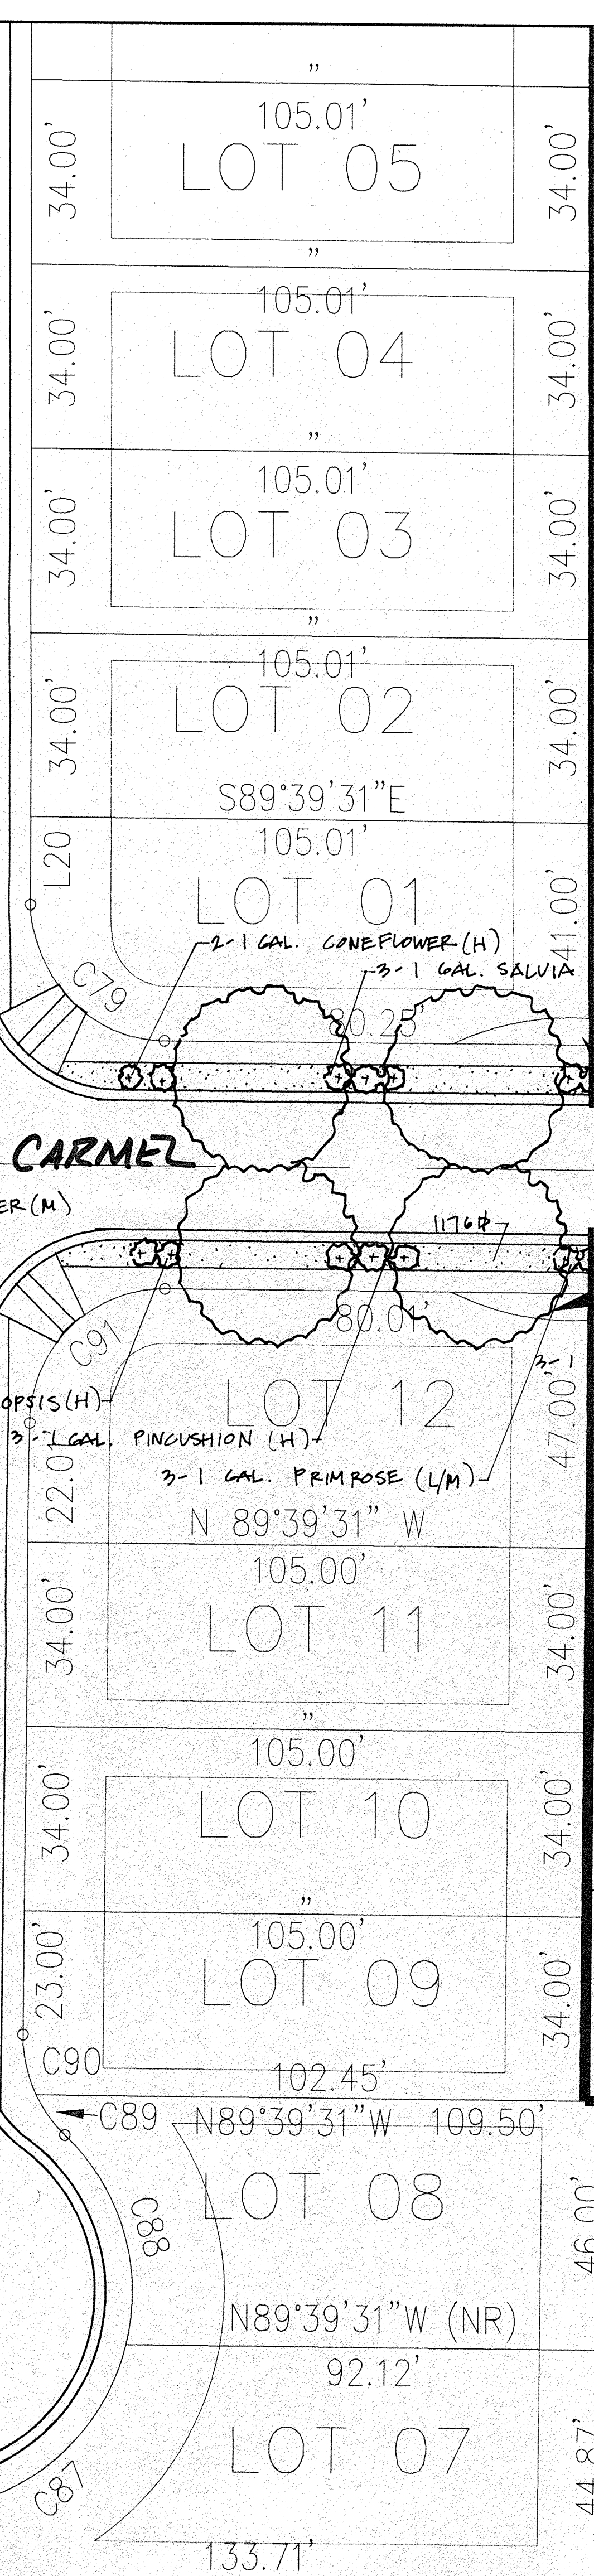 ”
105.01'
34.00'
LOT 05
34.00'
”
105.01'
34.00'
LOT 04
34.00'
”
105.01'
34.00'
LOT 03
34.00'
”
105.01'
34.00'
LOT 02
34.00'
S89°39'31”E
105.01'
L20
LOT 01
41.00'
2-1 GAL. CONEFLOWER (H)
3-1 GAL. SALVIA
C79
80.25'
CARMEL
ER (M)
1176
80.01'
C91
3-1
LOT 12
47.00'
OPSIS (H)
3-1 GAL. PINCUSHION (H)
22.0
3-1 GAL. PRIMROSE (L/M)
N 89°39'31” W
105.00'
34.00'
LOT 11
34.00'
”
105.00'
34.00'
LOT 10
34.00'
”
105.00'
23.00'
LOT 09
34.00'
C90
102.45'
C89
N89°39'31”W 109.50'
LOT 08
C88
46.00'
N89°39'31”W (NR)
92.12'
LOT 07
44.87'
C87
133.71'